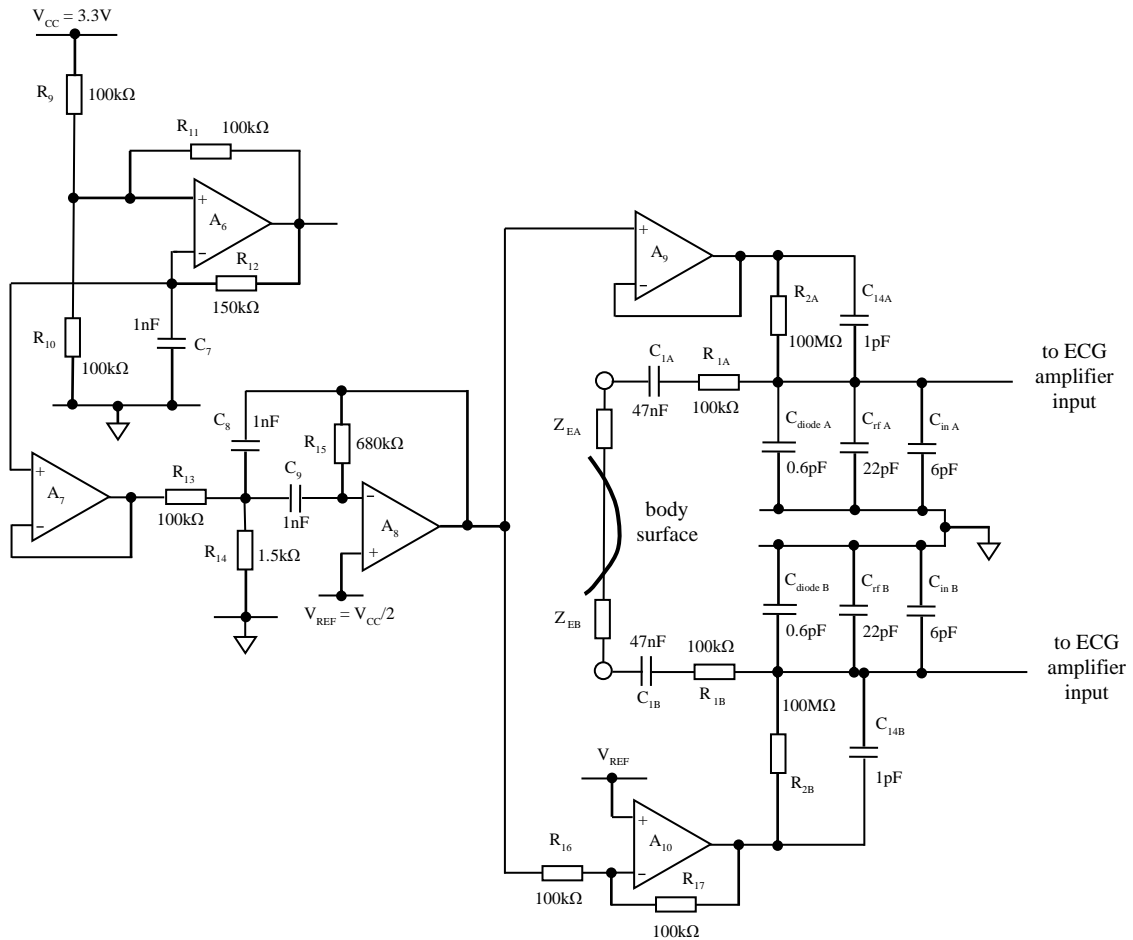 V_CC = 3.3V
R_9
100kΩ
R_11
100kΩ
+
A_6
−
R_12
150kΩ
1nF
C_7
R_10
100kΩ
+
A_7
−
R_13
100kΩ
C_8
1nF
R_14
1.5kΩ
C_9
1nF
R_15
680kΩ
−
A_8
+
V_REF = V_CC/2
+
A_9
−
R_2A
100MΩ
C_14A
1pF
C_1A
47nF
R_1A
100kΩ
to ECG
amplifier
input
Z_EA
C_diode A
0.6pF
C_rf A
22pF
C_in A
6pF
body
surface
Z_EB
C_diode B
0.6pF
C_rf B
22pF
C_in B
6pF
47nF
C_1B
100kΩ
R_1B
to ECG
amplifier
input
100MΩ
R_2B
C_14B
1pF
V_REF
+
A_10
−
R_16
100kΩ
R_17
100kΩ